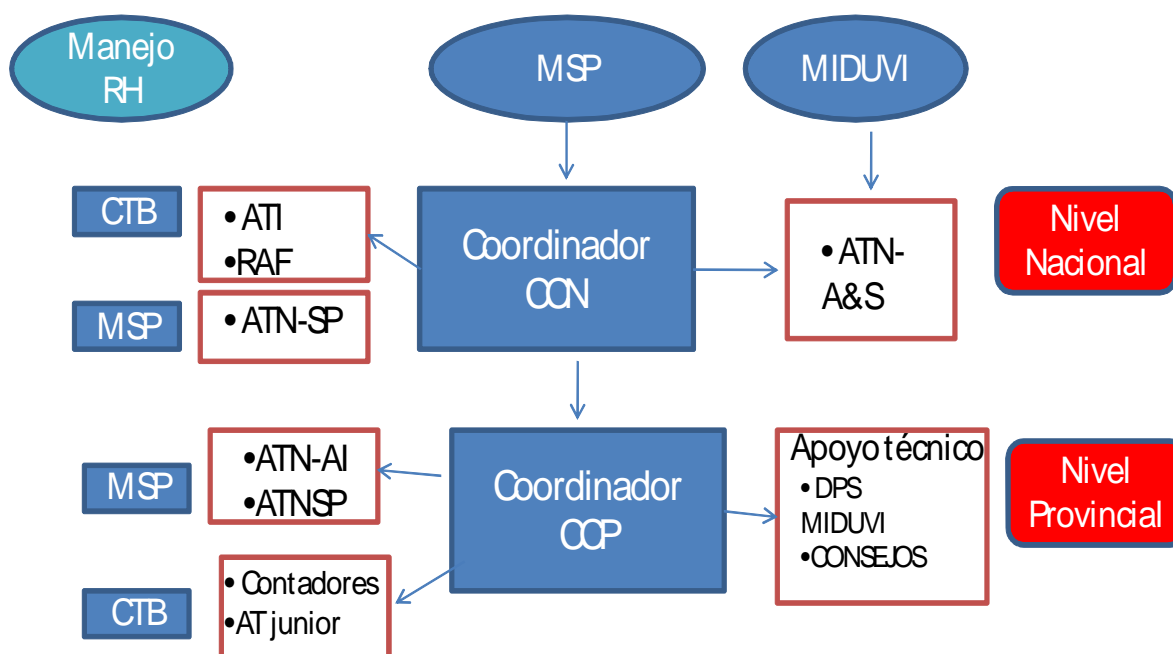 Manejo
RH
MSP
MIDUVI
CTB
• ATI
•RAF
Coordinador
CCN
• ATN-
A&S
Nivel
Nacional
MSP
• ATN-SP
MSP
•ATN-AI
•ATNSP
Coordinador
CCP
Apoyo técnico
• DPS
MIDUVI
•CONSEJOS
Nivel
Provincial
CTB
• Contadores
•AT junior